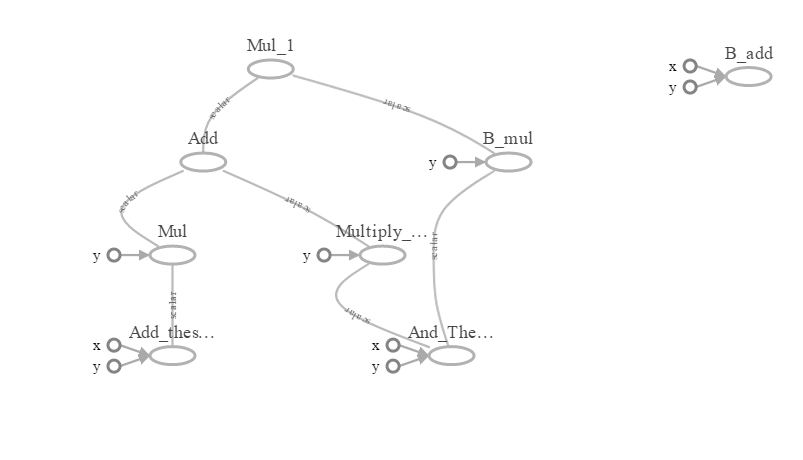 Mul_1
B_add
x
y
scalar
scalar
Add
B_mul
y
scalar
scalar
Mul
y
Multiply_...
y
scalar
scalar
scalar
Add_thes...
x
y
And_The...
x
y